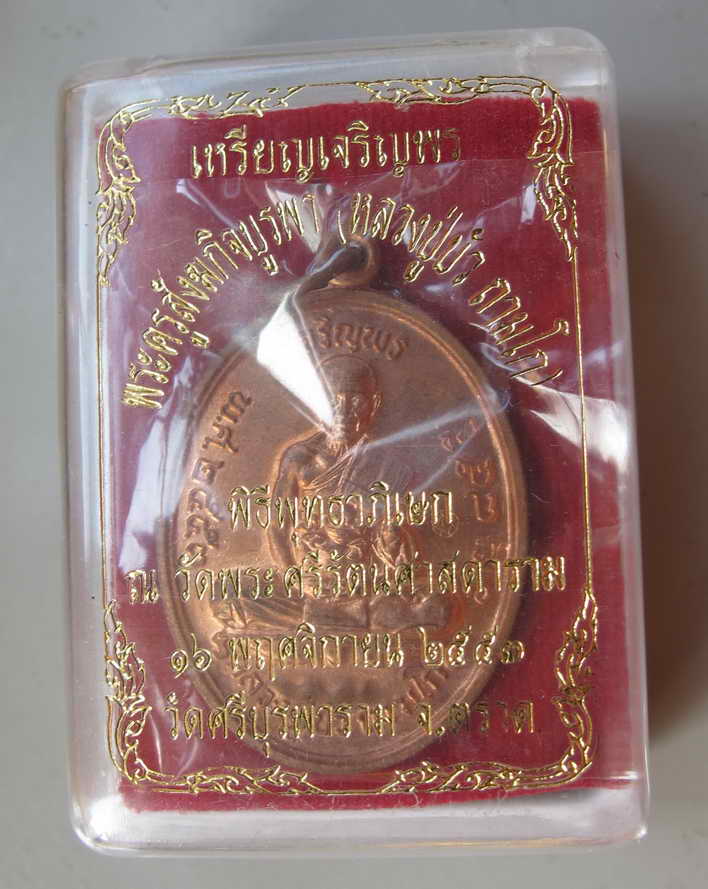 เหรียญเจริญพร
พระครูสังฆกิจบูรพา (หลวงปู่บัว ถามโก)
พิธีพุทธาภิเษก
ณ วัดพระศรีรัตนศาสดาราม
๑๖ พฤศจิกายน ๒๕๕๓
วัดศรีบุรพาราม จ.ตราด